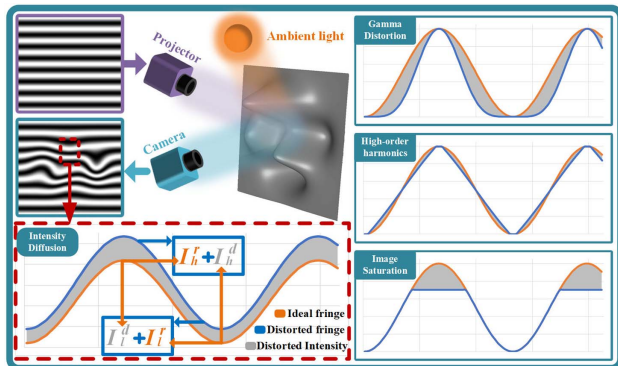 Projector
Ambient light
Camera
Intensity
Diffusion
I_h^r+I_h^d
I_l^d+I_l^r
Ideal fringe
Distorted fringe
Distorted Intensity
Gamma
Distortion
High-order
harmonics
Image
Saturation